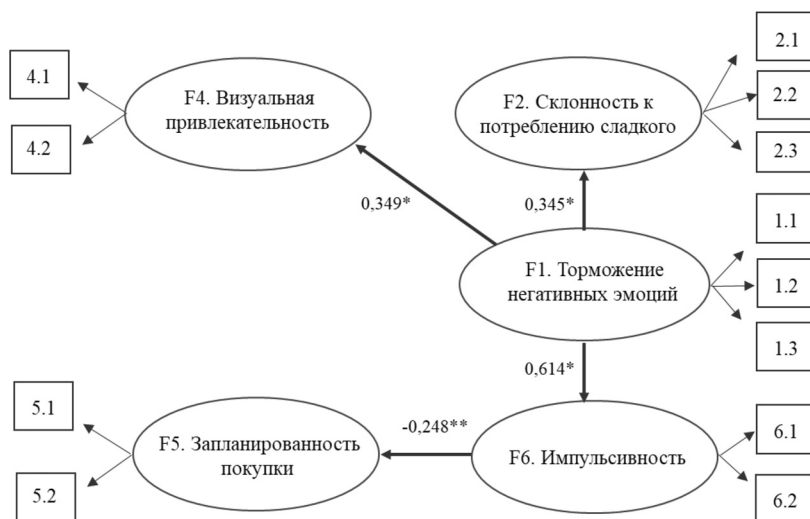 4.1
4.2
F4. Визуальная
привлекательность
F2. Склонность к
потреблению сладкого
2.1
2.2
2.3
0,349*
0,345*
F1. Торможение
негативных эмоций
1.1
1.2
1.3
0,614*
5.1
5.2
F5. Запланированность
покупки
-0,248**
F6. Импульсивность
6.1
6.2